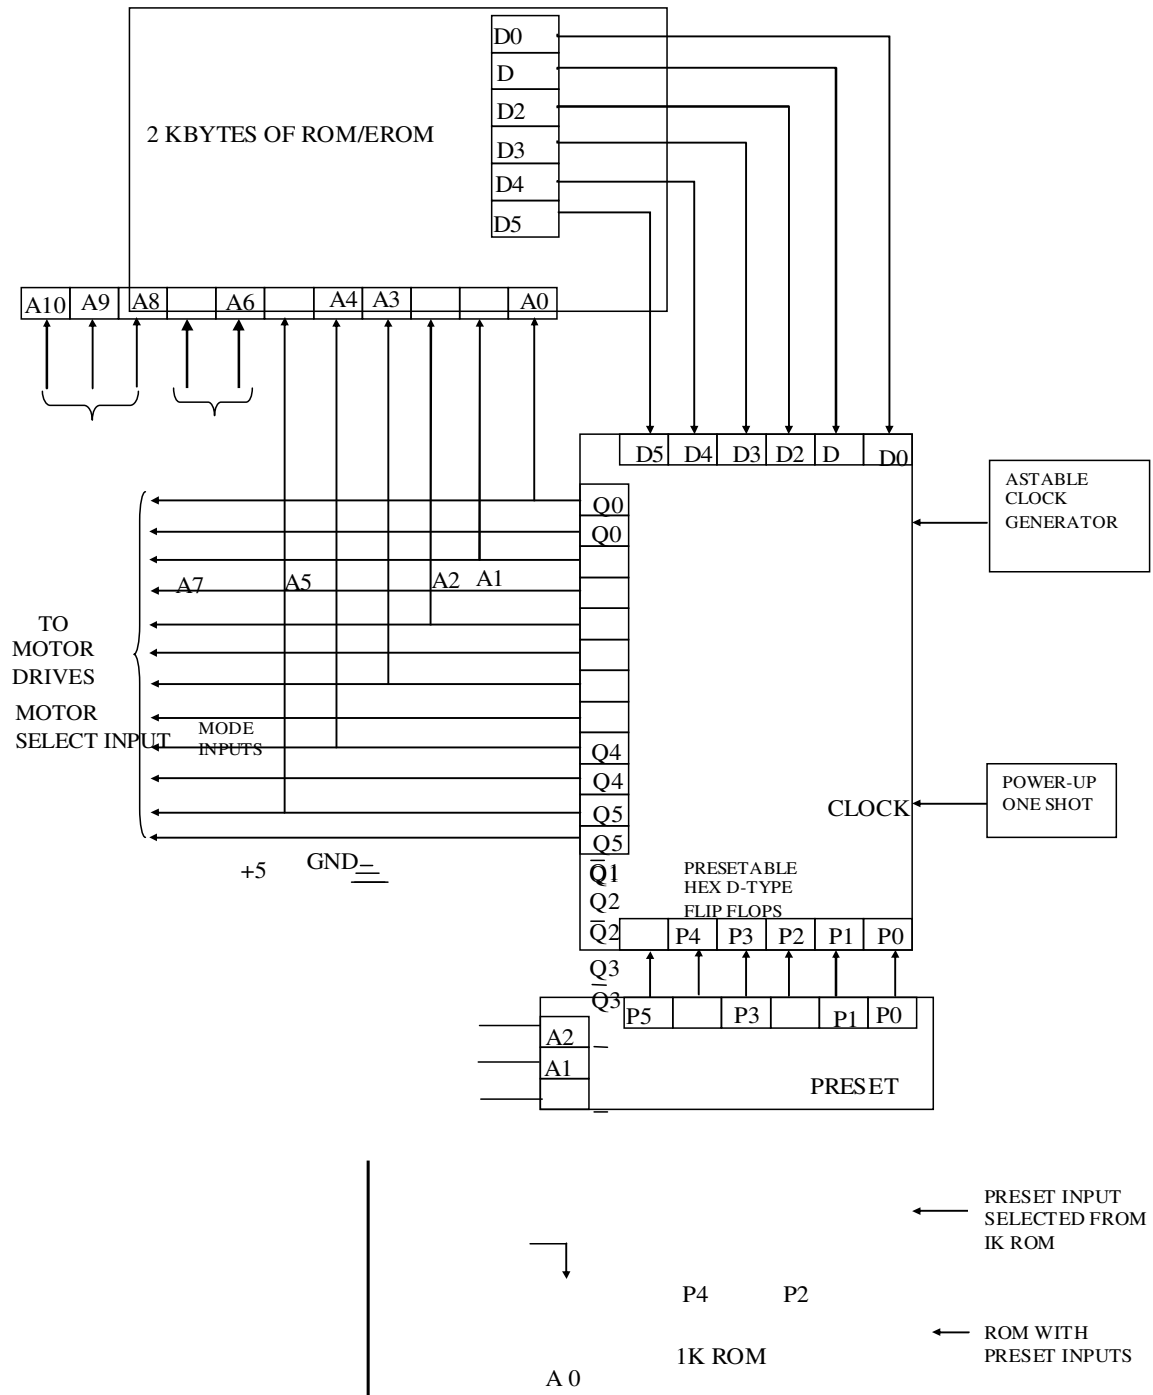 D0
D
D2
2 KBYTES OF ROM/EROM
D3
D4
D5
A10 A9 A8 A6 A4 A3 A0
D5 D4 D3 D2 D D0
ASTABLE
CLOCK
GENERATOR
Q0
Q0
A7 A5 A2 A1
TO
MOTOR
DRIVES
MOTOR
SELECT INPUT
MODE
INPUTS
Q4
Q4
Q5
Q5
CLOCK
POWER-UP
ONE SHOT
+5 GND
Q̅1
Q2
Q̅2
Q3
Q̅3
PRESETABLE
HEX D-TYPE
FLIP FLOPS
P4 P3 P2 P1 P0
P5 P3 P1 P0
A2
A1
PRESET
PRESET INPUT
SELECTED FROM
IK ROM
P4 P2
ROM WITH
PRESET INPUTS
1K ROM
A 0